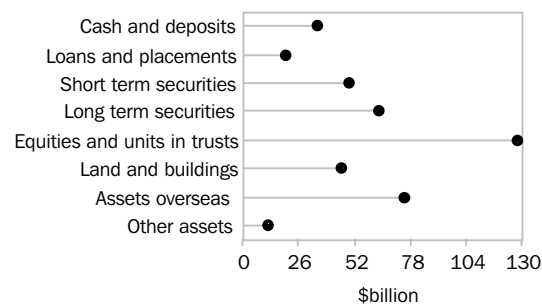 Cash and deposits
Loans and placements
Short term securities
Long term securities
Equities and units in trusts
Land and buildings
Assets overseas
Other assets
0 26 52 78 104 130
$billion